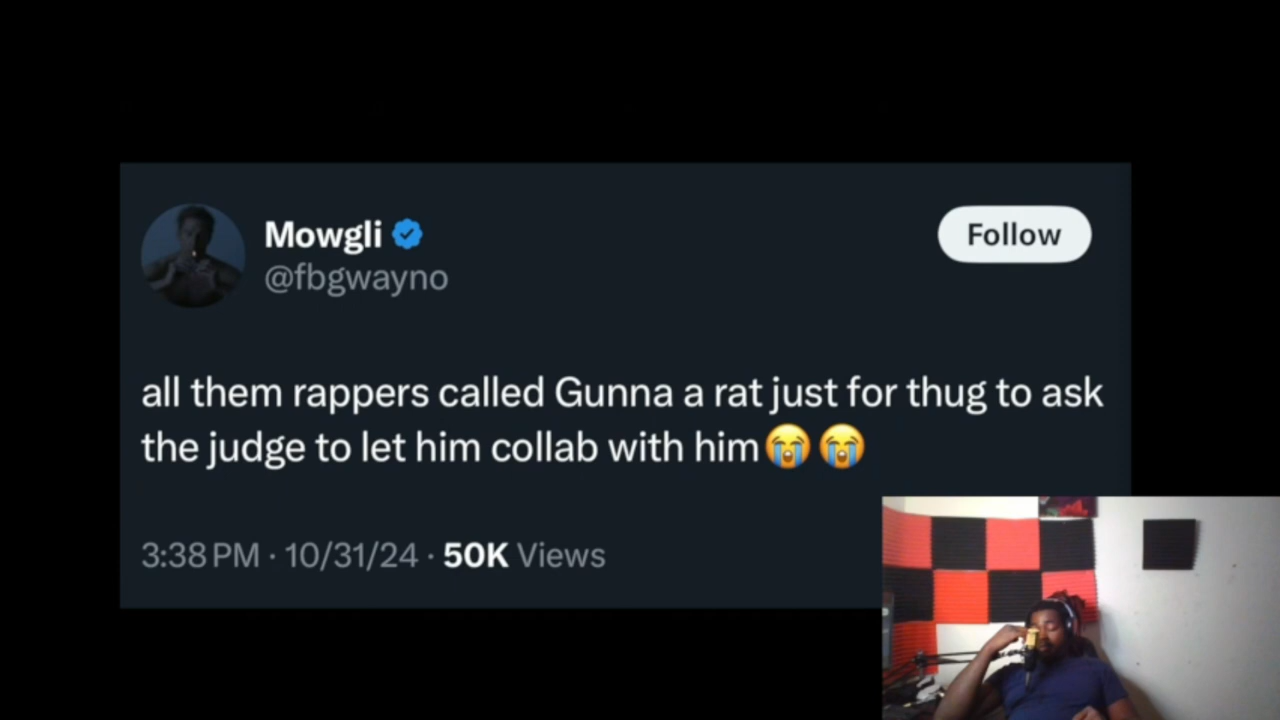 Mowgli
Follow
@fbgwayno
all them rappers called Gunna a rat just for thug to ask
the judge to let him collab with him😭😭
3:38 PM · 10/31/24 · 50K Views